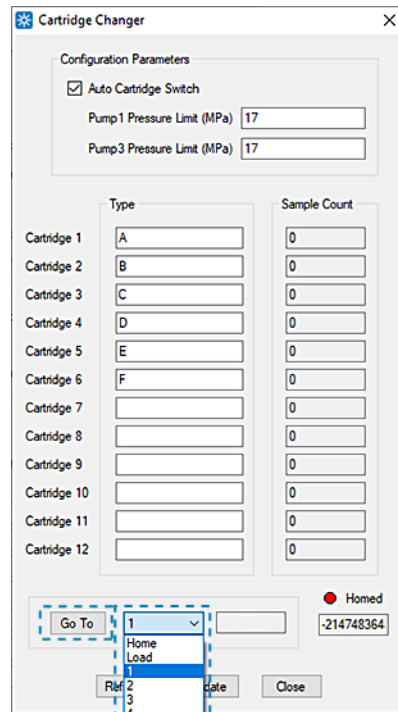 Cartridge Changer
Configuration Parameters
Auto Cartridge Switch
Pump1 Pressure Limit (MPa) 17
Pump3 Pressure Limit (MPa) 17
Type Sample Count
Cartridge 1 A 0
Cartridge 2 B 0
Cartridge 3 C 0
Cartridge 4 D 0
Cartridge 5 E 0
Cartridge 6 F 0
Cartridge 7 0
Cartridge 8 0
Cartridge 9 0
Cartridge 10 0
Cartridge 11 0
Cartridge 12 0
Homed
Go To 1 -214748364
Home
Load
1
Ref 2 date Close
3